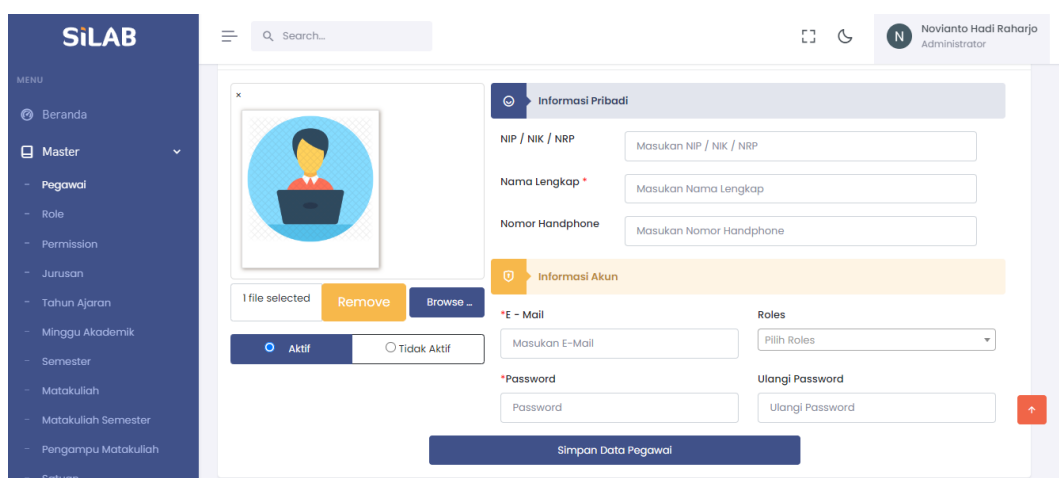 SiLAB
Search...
N
Novianto Hadi Raharjo
Administrator
MENU
Beranda
Master
- Pegawai
- Role
- Permission
- Jurusan
- Tahun Ajaran
- Minggu Akademik
- Semester
- Matakuliah
- Matakuliah Semester
- Pengampu Matakuliah
- Satuan
×
1 file selected
Remove
Browse ...
Aktif
Tidak Aktif
Informasi Pribadi
NIP / NIK / NRP
Masukan NIP / NIK / NRP
Nama Lengkap *
Masukan Nama Lengkap
Nomor Handphone
Masukan Nomor Handphone
Informasi Akun
*E - Mail
Roles
Masukan E-Mail
Pilih Roles
*Password
Ulangi Password
Password
Ulangi Password
Simpan Data Pegawai